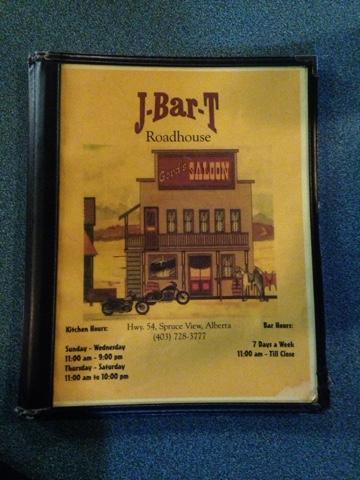 J-Bar-T
Roadhouse
Gord's SALOON
Hwy. 54, Spruce View, Alberta
(403) 728-3777
Kitchen Hours:
Sunday - Wednesday
11:00 am - 9:00 pm
Thursday - Saturday
11:00 am to 10:00 pm
Bar Hours:
7 Days a Week
11:00 am - Till Close